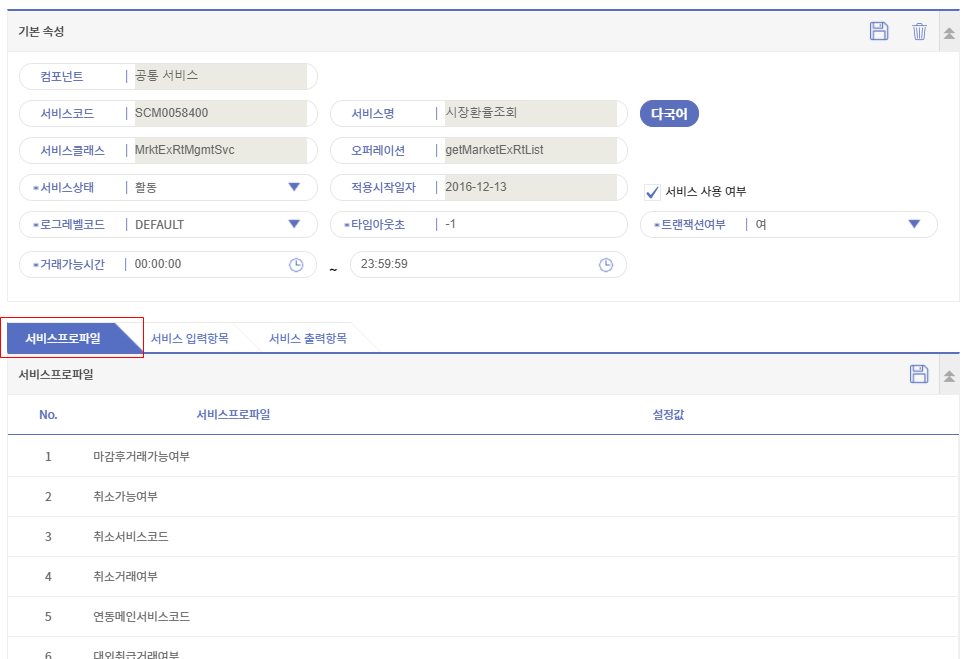 기본 속성
컴포넌트 | 공통 서비스
서비스코드 | SCM0058400 서비스명 | 시장환율조회 다국어
서비스클래스 | MrktExRtMgmtSvc 오퍼레이션 | getMarketExRtList
*서비스상태 | 활동 적용시작일자 | 2016-12-13 서비스 사용 여부
*로그레벨코드 | DEFAULT *타임아웃초 | -1 *트랜잭션여부 | 여
*거래가능시간 | 00:00:00 ~ 23:59:59
서비스프로파일 서비스 입력항목 서비스 출력항목
서비스프로파일
No. 서비스프로파일 설정값
1 마감후거래가능여부
2 취소가능여부
3 취소서비스코드
4 취소거래여부
5 연동메인서비스코드
6 대외취급거래여부